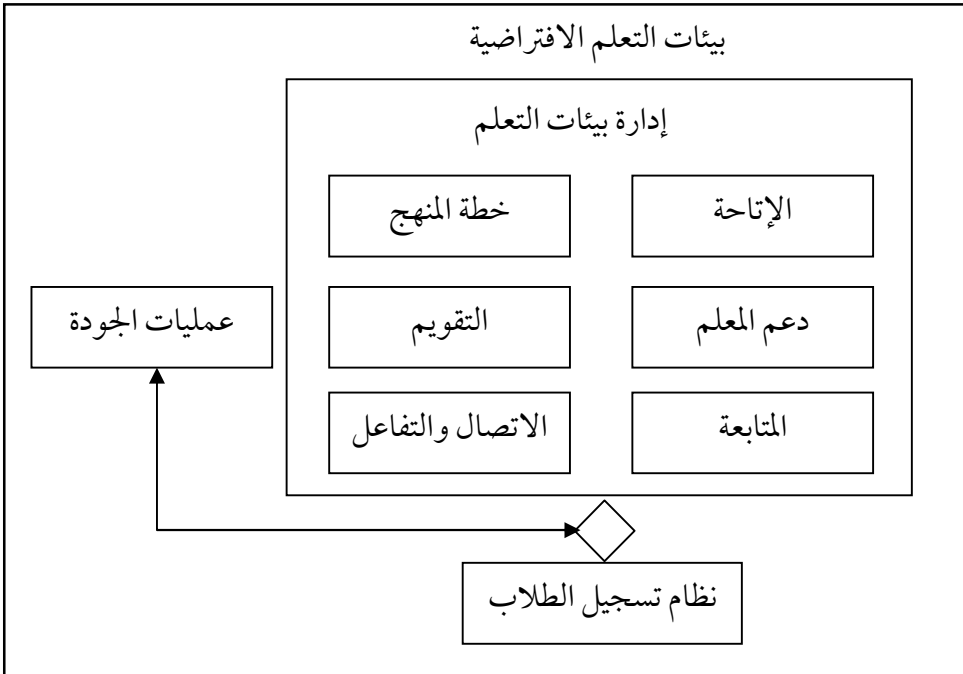 بيئات التعلم الافتراضية
إدارة بيئات التعلم
الإتاحة
خطة المنهج
دعم المعلم
التقويم
عمليات الجودة
المتابعة
الاتصال والتفاعل
نظام تسجيل الطلاب